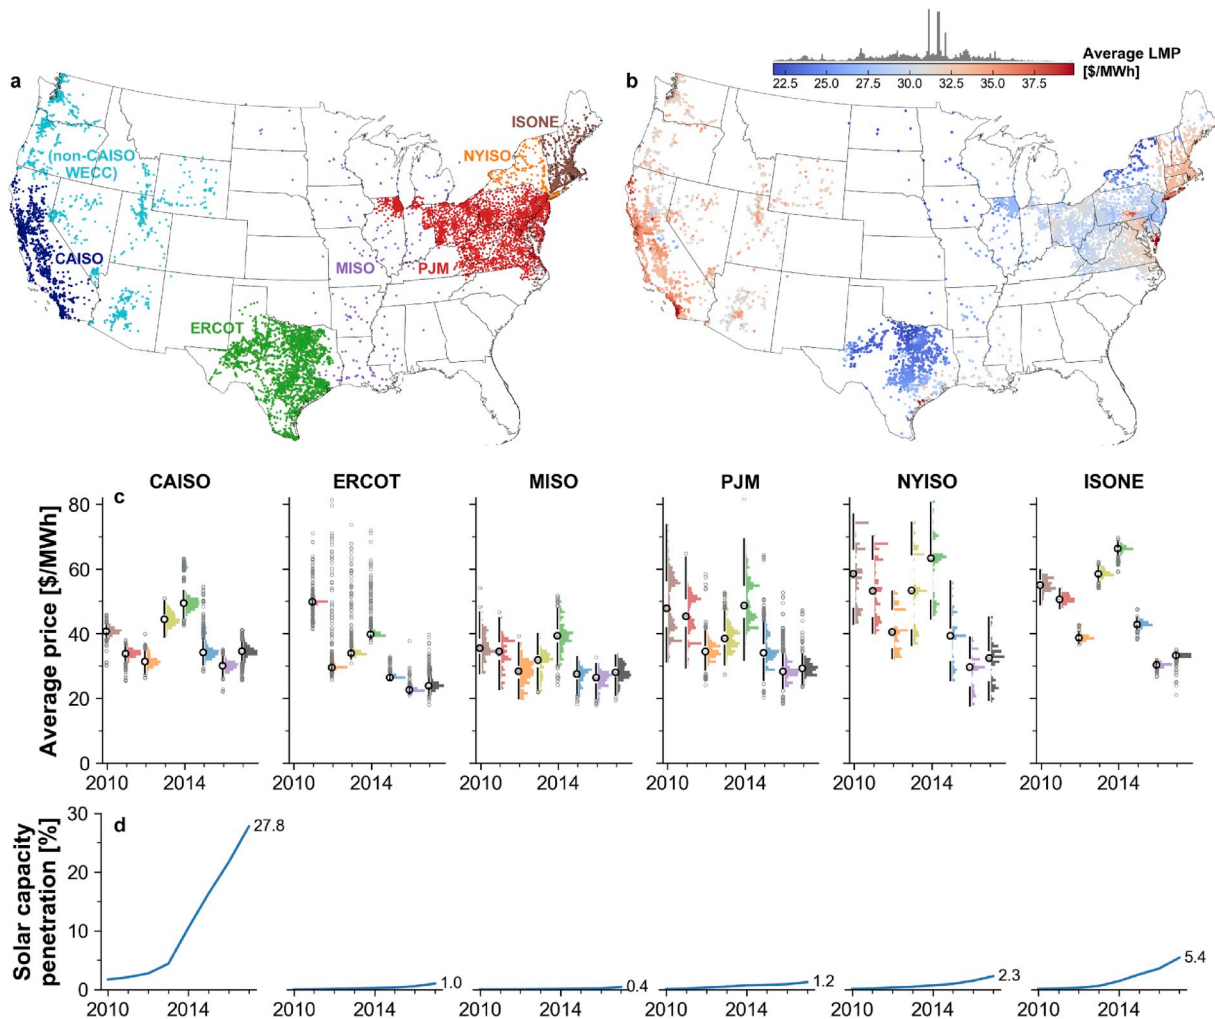 a
b
Average LMP
[$/MWh]
22.5 25.0 27.5 30.0 32.5 35.0 37.5
ISONE
NYISO
(non-CAISO
WECC)
CAISO
MISO
PJM
ERCOT
c
CAISO ERCOT MISO PJM NYISO ISONE
Average price [$/MWh]
80
60
40
20
0
2010 2014 2010 2014 2010 2014 2010 2014 2010 2014 2010 2014
d
Solar capacity
penetration [%]
30
20
10
0
27.8
1.0
0.4
1.2
2.3
5.4
2010 2014 2010 2014 2010 2014 2010 2014 2010 2014 2010 2014